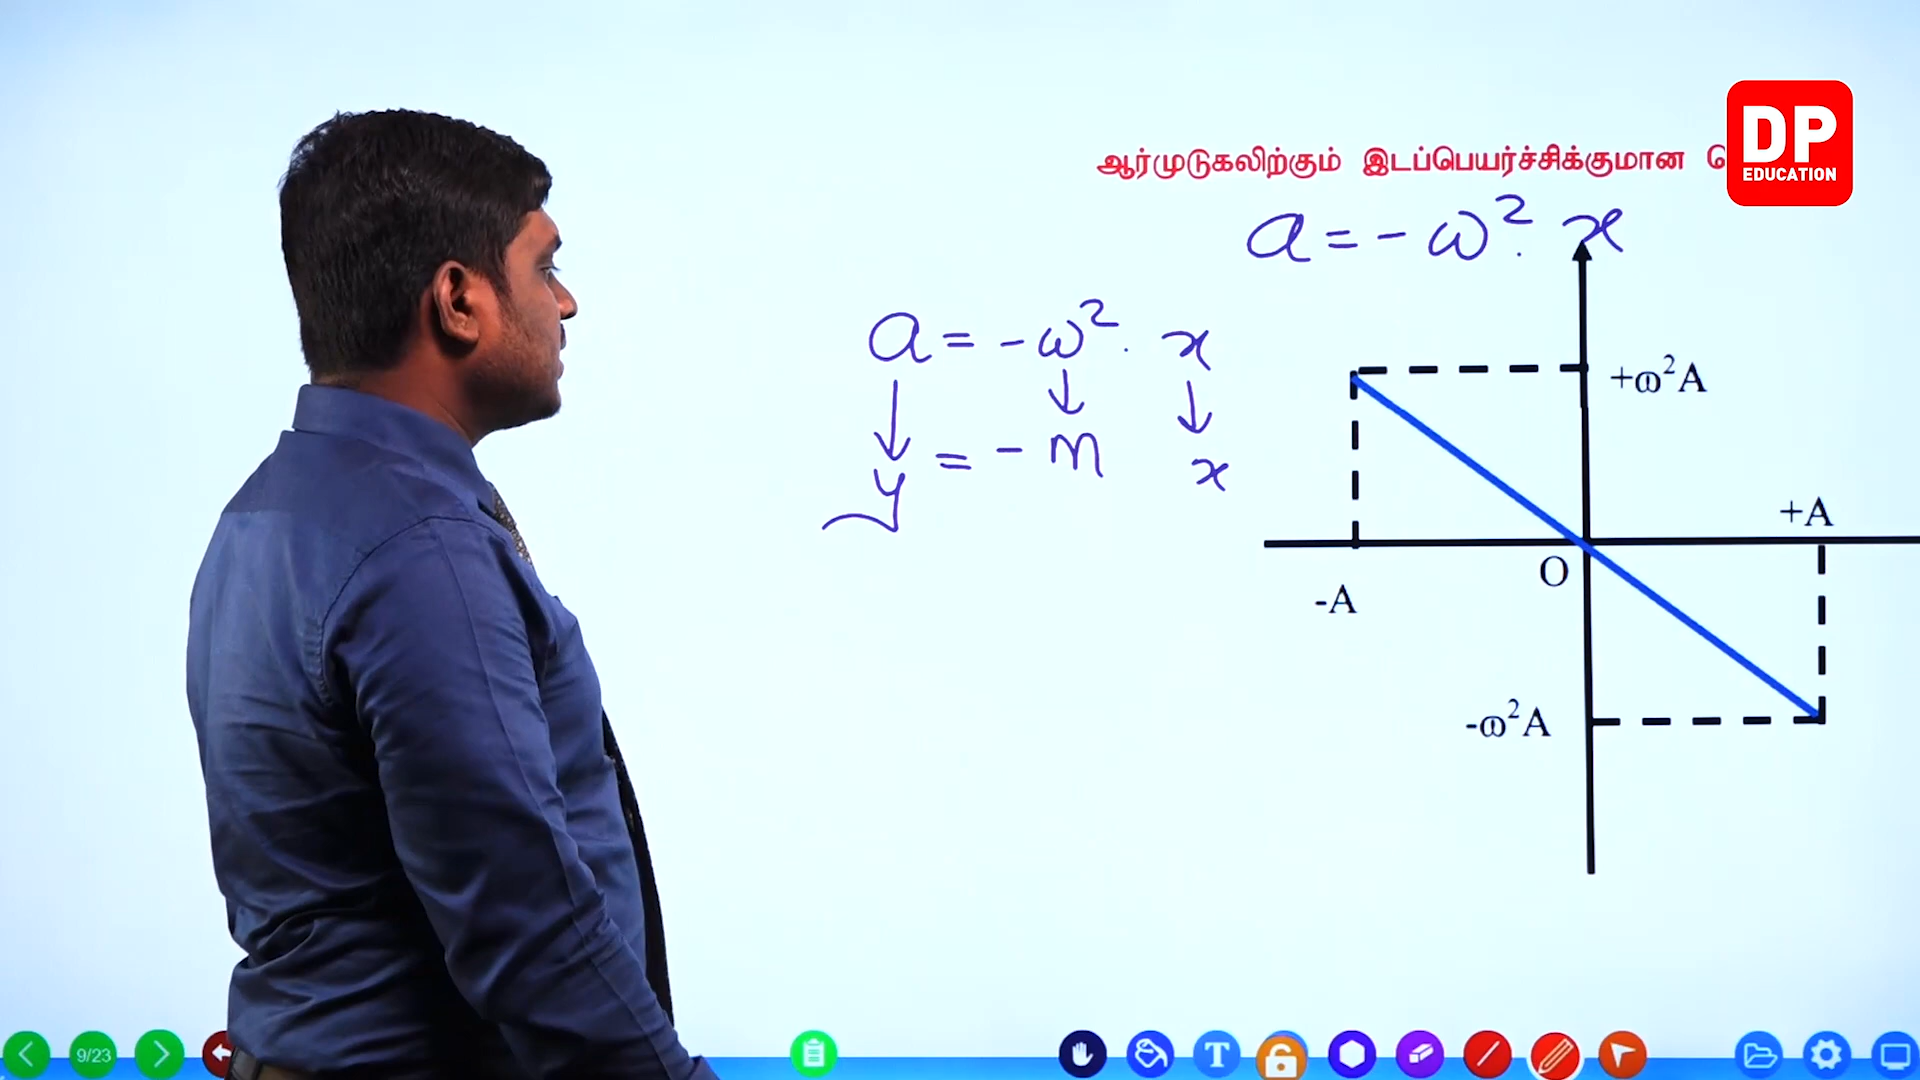 DP
EDUCATION
ஆர்முடுகலிற்கும் இடப்பெயர்ச்சிக்குமான
a = - ω². x
a = - ω². x
y = - m x
+ω²A
+A
O
-A
-ω²A
9/23
T